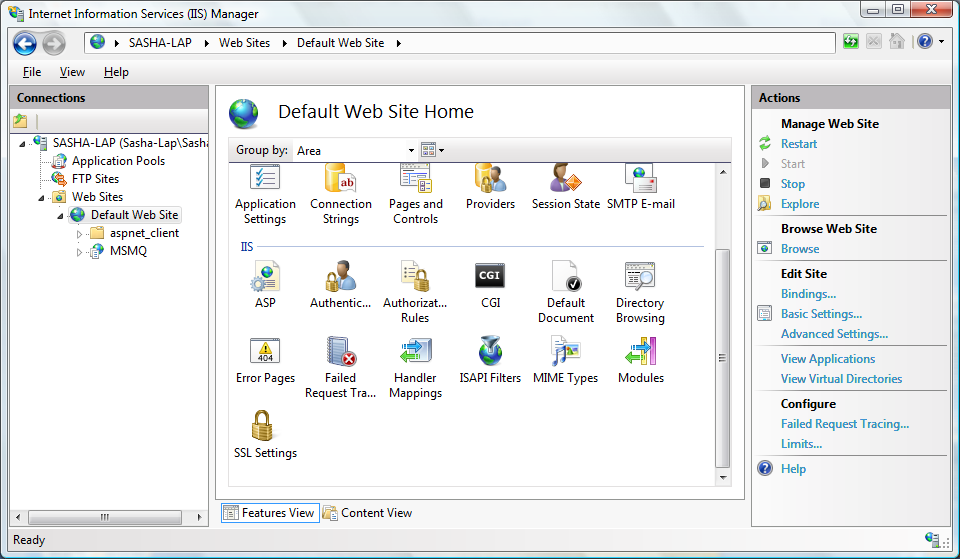 Internet Information Services (IIS) Manager
SASHA-LAP Web Sites Default Web Site
File View Help
Connections
SASHA-LAP (Sasha-Lap\Sasha
Application Pools
FTP Sites
Web Sites
Default Web Site
aspnet_client
MSMQ
Default Web Site Home
Group by: Area
Application Settings
Connection Strings
Pages and Controls
Providers
Session State
SMTP E-mail
ab
IIS
ASP
Authentic...
Authorizat... Rules
CGI
CGI
Default Document
Directory Browsing
404
Error Pages
Failed Request Tra...
Handler Mappings
ISAPI Filters
MIME Types
Modules
SSL Settings
Features View
Content View
Actions
Manage Web Site
Restart
Start
Stop
Explore
Browse Web Site
Browse
Edit Site
Bindings...
Basic Settings...
Advanced Settings...
View Applications
View Virtual Directories
Configure
Failed Request Tracing...
Limits...
Help
Ready